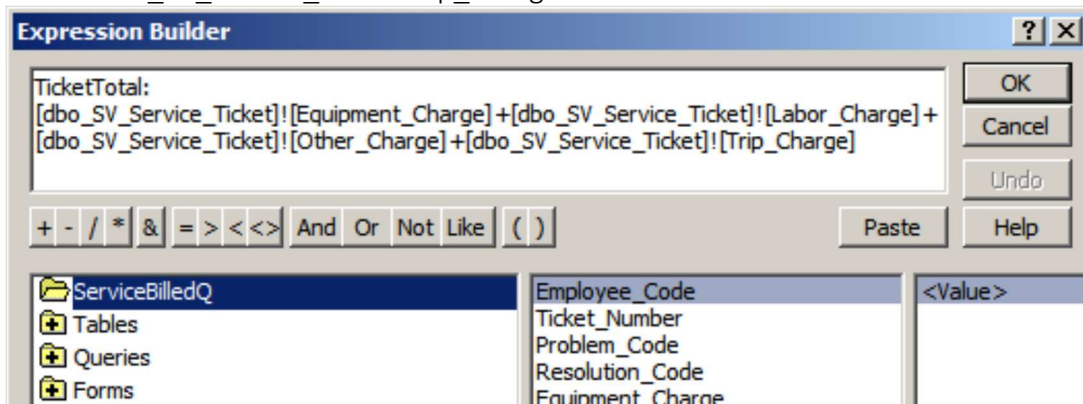 Expression Builder
? X
TicketTotal:
[dbo_SV_Service_Ticket]![Equipment_Charge]+[dbo_SV_Service_Ticket]![Labor_Charge]+
[dbo_SV_Service_Ticket]![Other_Charge]+[dbo_SV_Service_Ticket]![Trip_Charge]
OK
Cancel
Undo
+ - / * & = > < <> And Or Not Like ( ) Paste Help
ServiceBilledQ
Tables
Queries
Forms
Employee_Code
Ticket_Number
Problem_Code
Resolution_Code
Equipment_Charge
<Value>